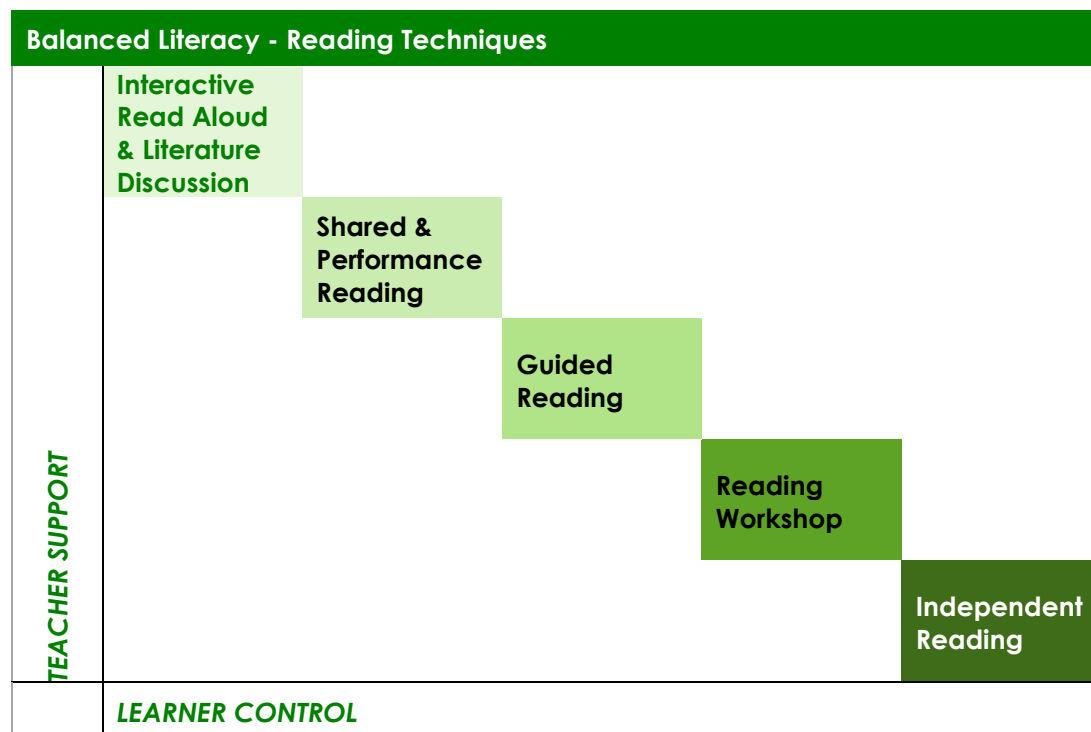 Balanced Literacy - Reading Techniques
Interactive
Read Aloud
& Literature
Discussion
Shared &
Performance
Reading
Guided
Reading
Reading
Workshop
Independent
Reading
TEACHER SUPPORT
LEARNER CONTROL